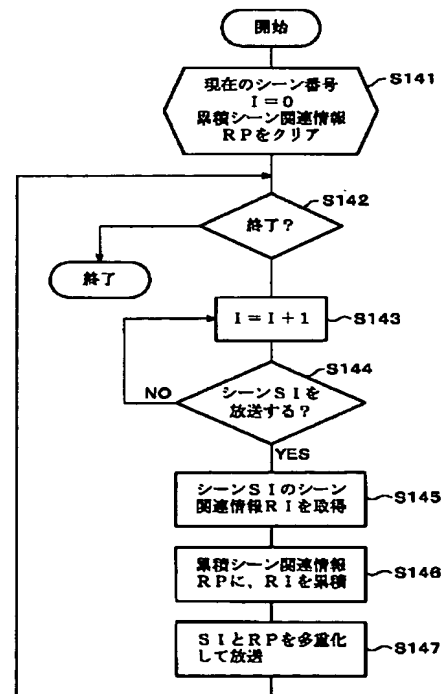 開始
現在のシーン番号
I=0
累積シーン関連情報
RPをクリア
S141
終了?
S142
終了
I=I+1
S143
シーンSIを
放送する?
S144
NO
YES
シーンSIのシーン
関連情報RIを取得
S145
累積シーン関連情報
RPに、RIを累積
S146
SIとRPを多重化
して放送
S147